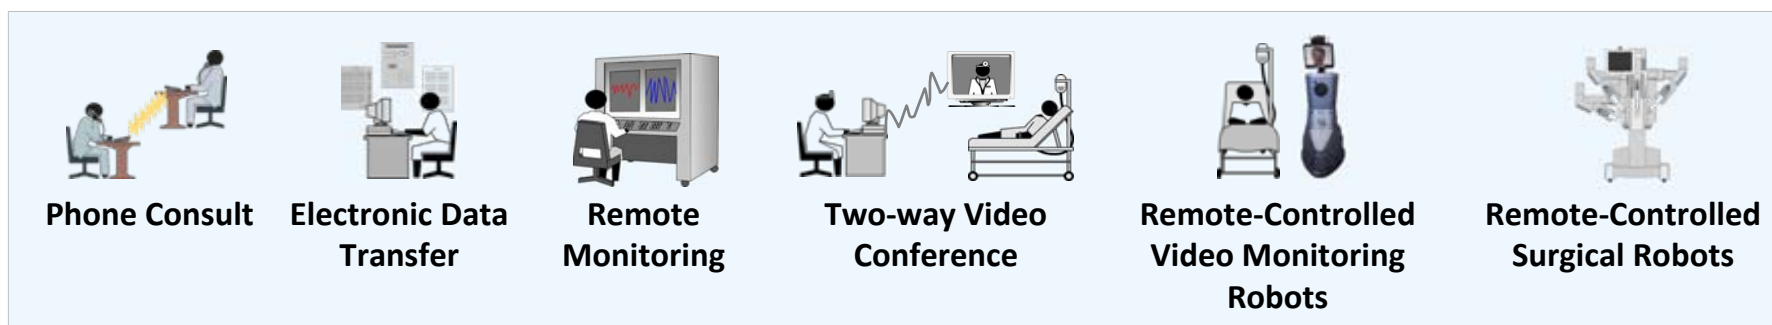 Phone Consult
Electronic Data
Transfer
Remote
Monitoring
Two-way Video
Conference
Remote-Controlled
Video Monitoring
Robots
Remote-Controlled
Surgical Robots